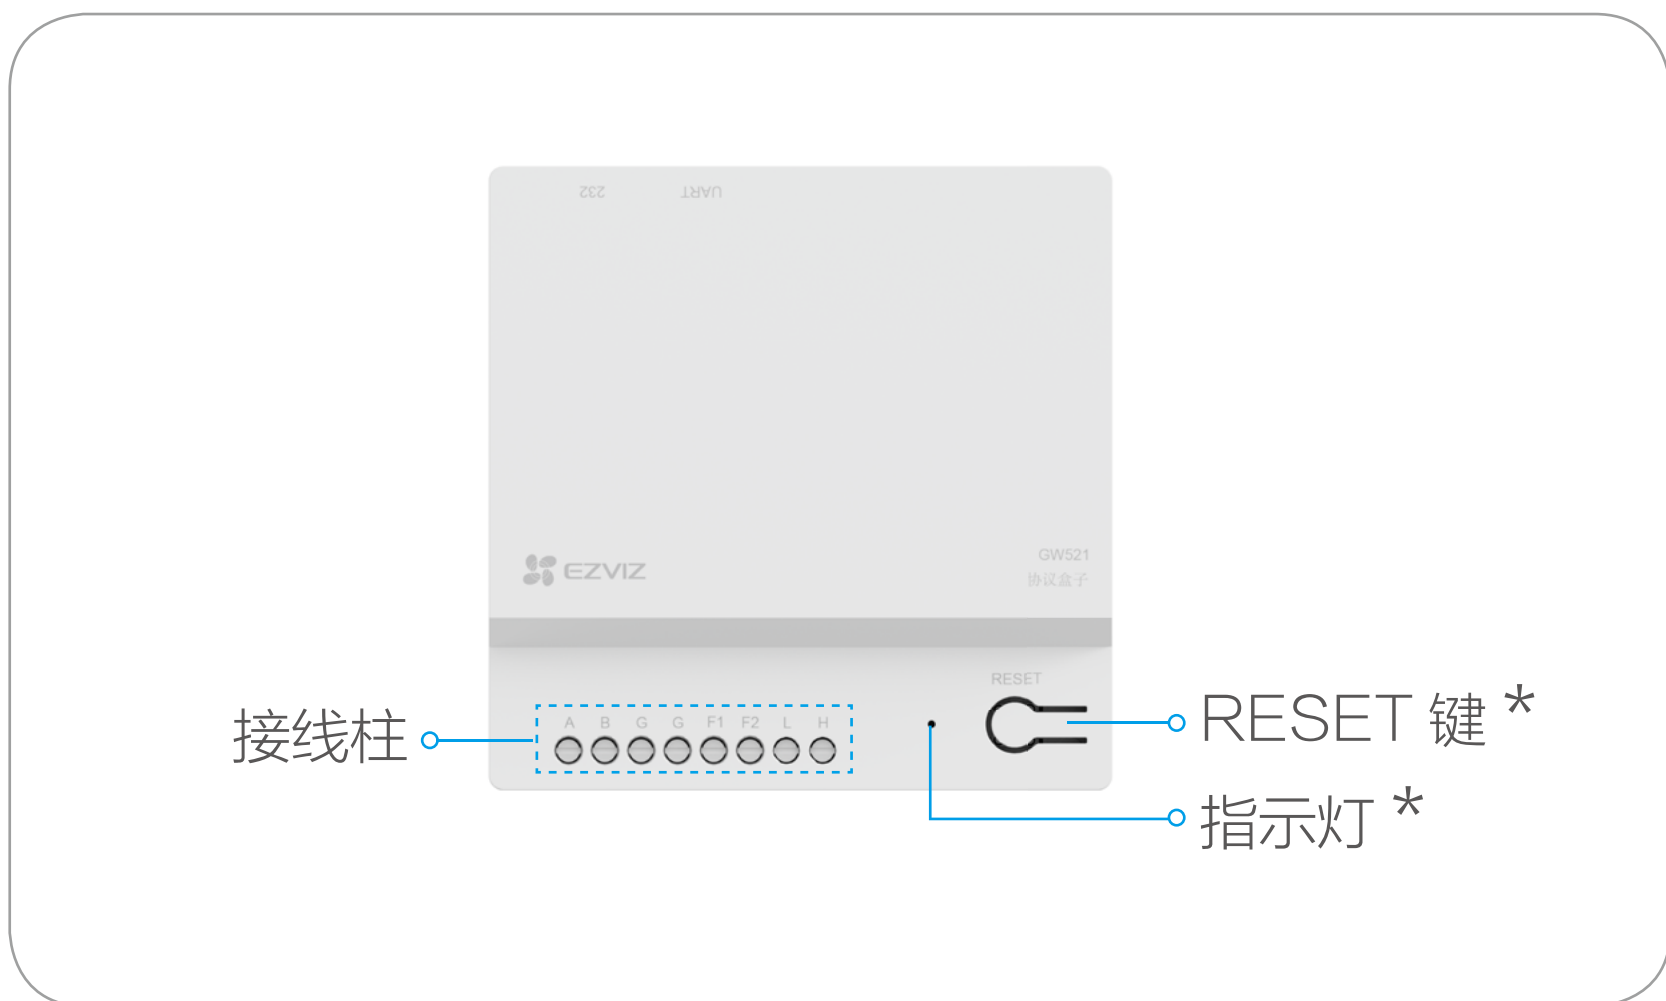 232 UART
EZVIZ
GW521
协议盒子
RESET
A B G G F1 F2 L H
接线柱
RESET 键 *
指示灯 *